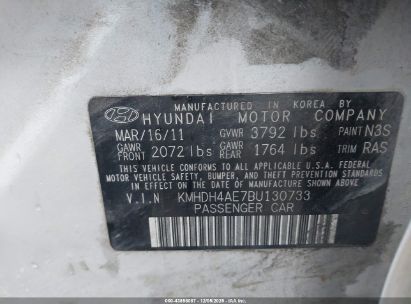 MANUFACTURED IN KOREA BY
HYUNDAI MOTOR COMPANY
MAR/16/11 GVWR 3792 lbs PAINT N3S
GAWR FRONT 2072 lbs GAWR REAR 1764 lbs TRIM RAS
THIS VEHICLE CONFORMS TO ALL APPLICABLE U.S.A. FEDERAL
MOTOR VEHICLE SAFETY, BUMPER, AND THEFT PREVENTION
STANDARDS IN EFFECT ON THE DATE OF MANUFACTURE SHOWN ABOVE.
V.I.N KMHDH4AE7BU130733
PASSENGER CAR